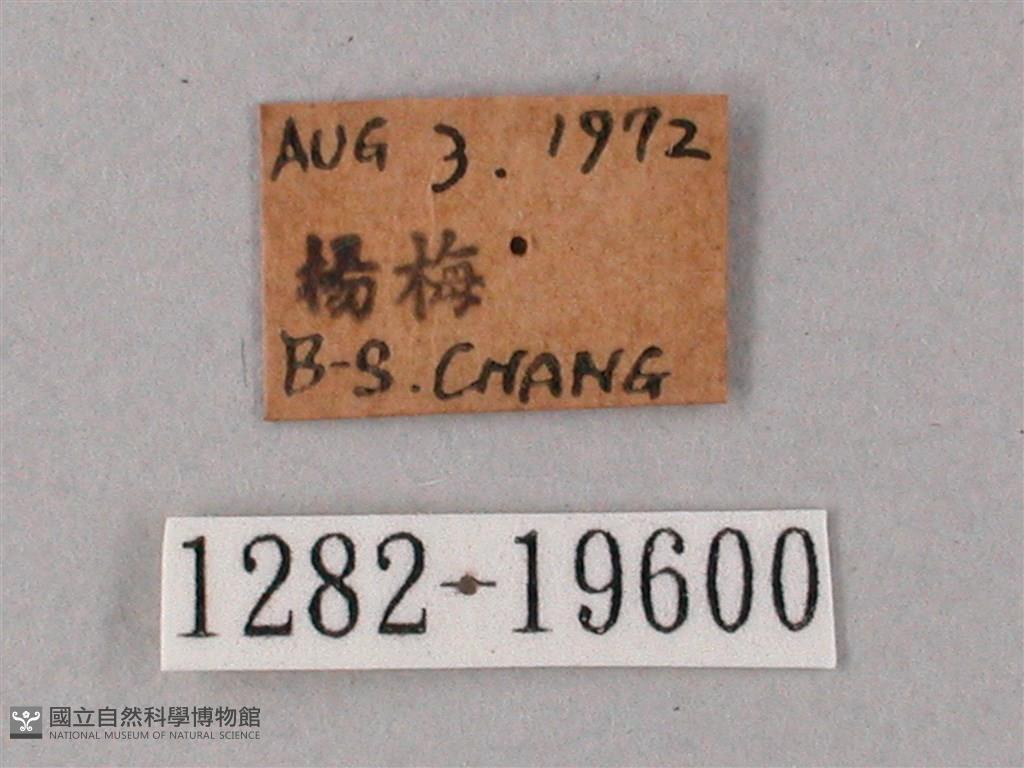 AUG 3. 1972
楊梅
B-S. CHANG
1282-19600
國立自然科學博物館
NATIONAL MUSEUM OF NATURAL SCIENCE